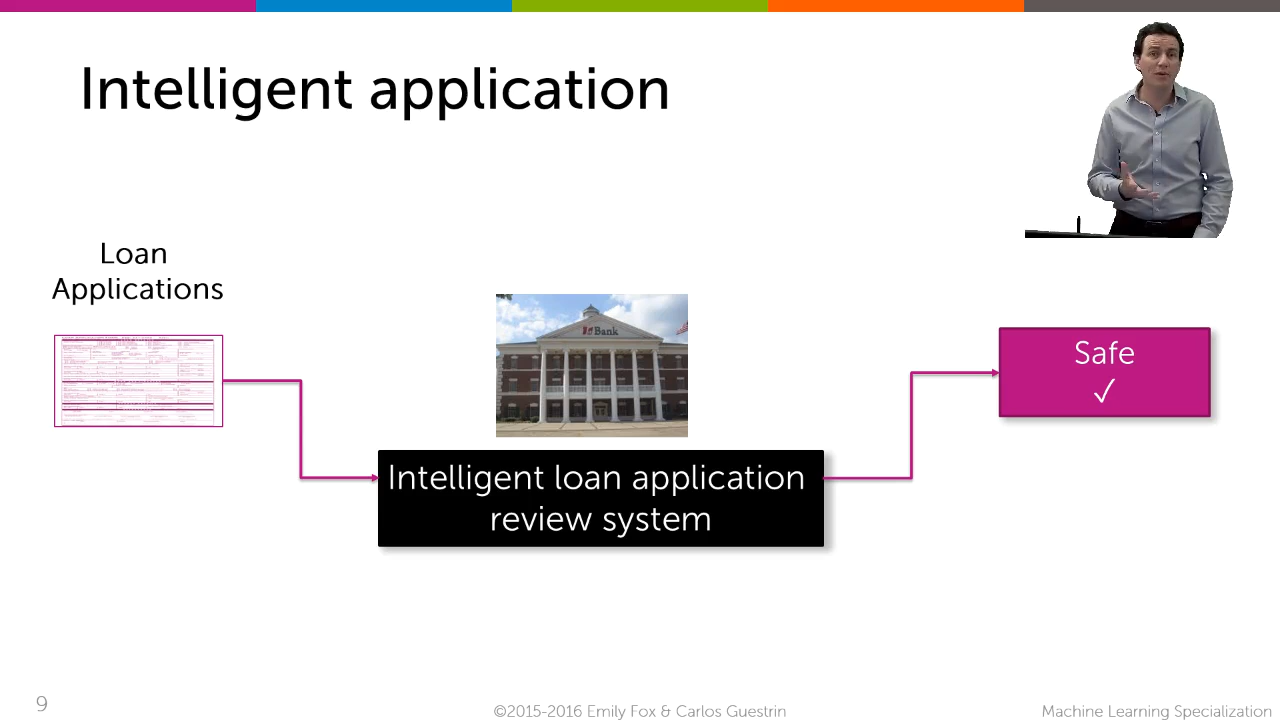 Intelligent application
Loan
Applications
Bank
Intelligent loan application
review system
Safe
✓
9
©2015-2016 Emily Fox & Carlos Guestrin
Machine Learning Specialization